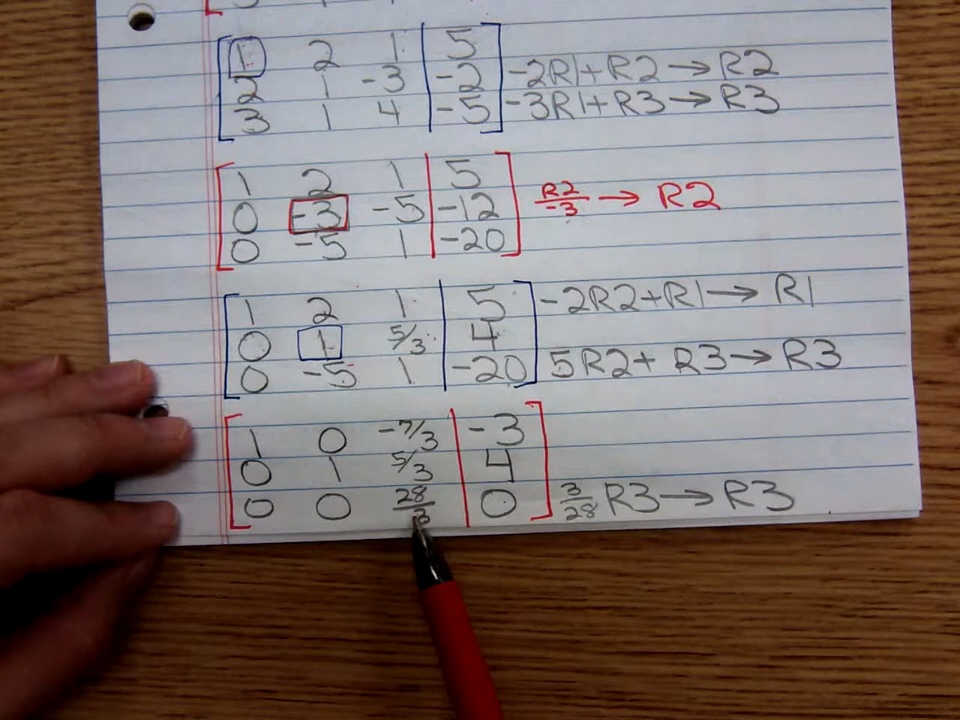 1 2 1 5
2 1 -3 -2 -2R1+R2→R2
3 1 4 -5 -3R1+R3→R3
1 2 1 5
0 -3 -5 -12 R2/-3→R2
0 -5 1 -20
1 2 1 5 -2R2+R1→R1
0 1 5/3 4
0 -5 1 -20 5R2+R3→R3
1 0 -7/3 -3
0 1 5/3 4
0 0 28/3 0 3/28 R3→R3